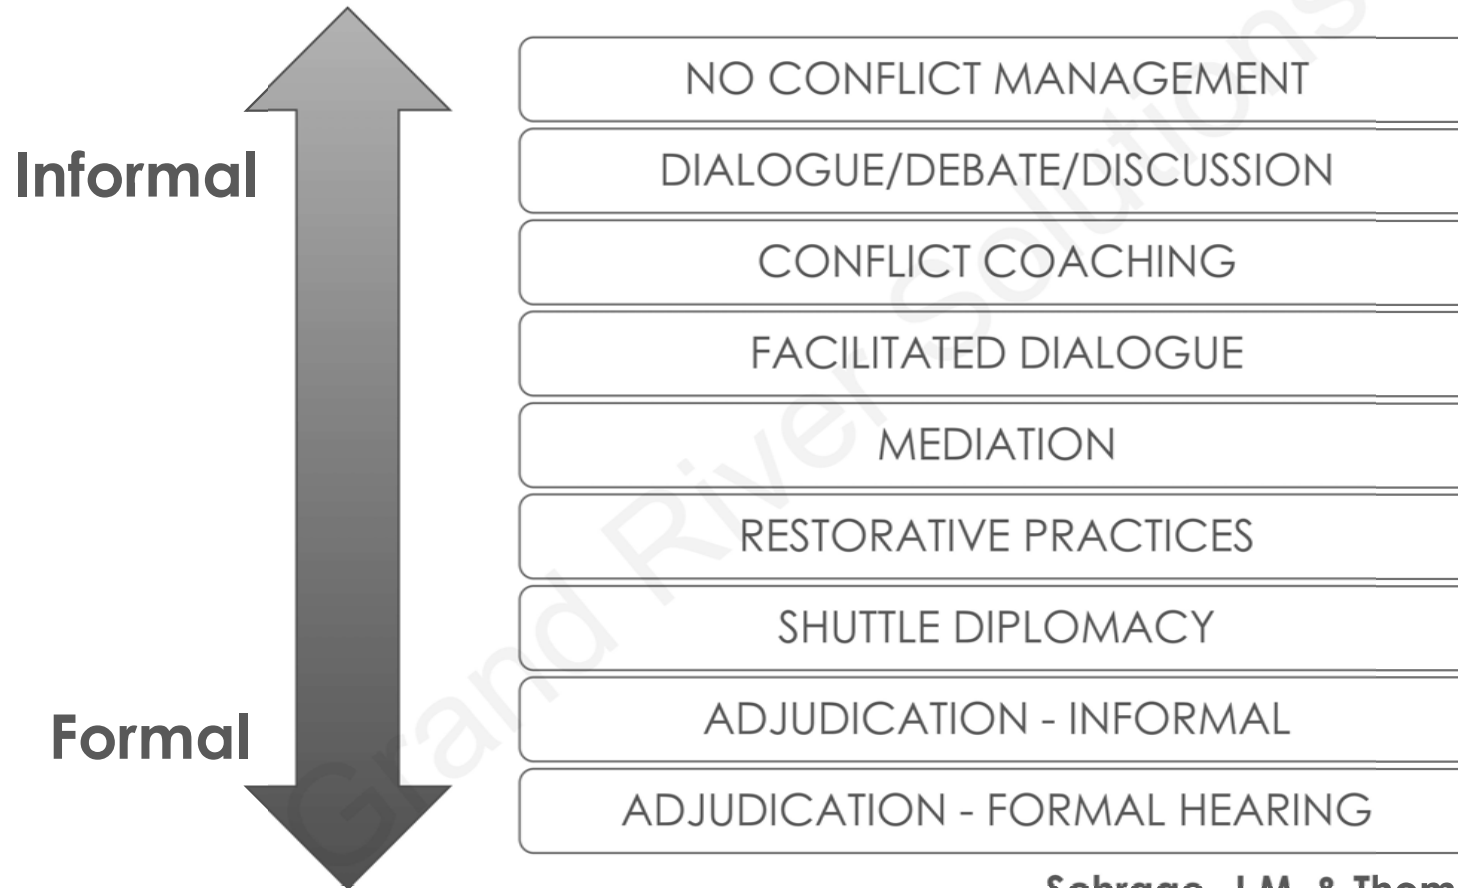 NO CONFLICT MANAGEMENT
Informal
DIALOGUE/DEBATE/DISCUSSION
CONFLICT COACHING
FACILITATED DIALOGUE
MEDIATION
RESTORATIVE PRACTICES
SHUTTLE DIPLOMACY
Formal
ADJUDICATION - INFORMAL
ADJUDICATION - FORMAL HEARING
Grand River Solutions
J.M. &